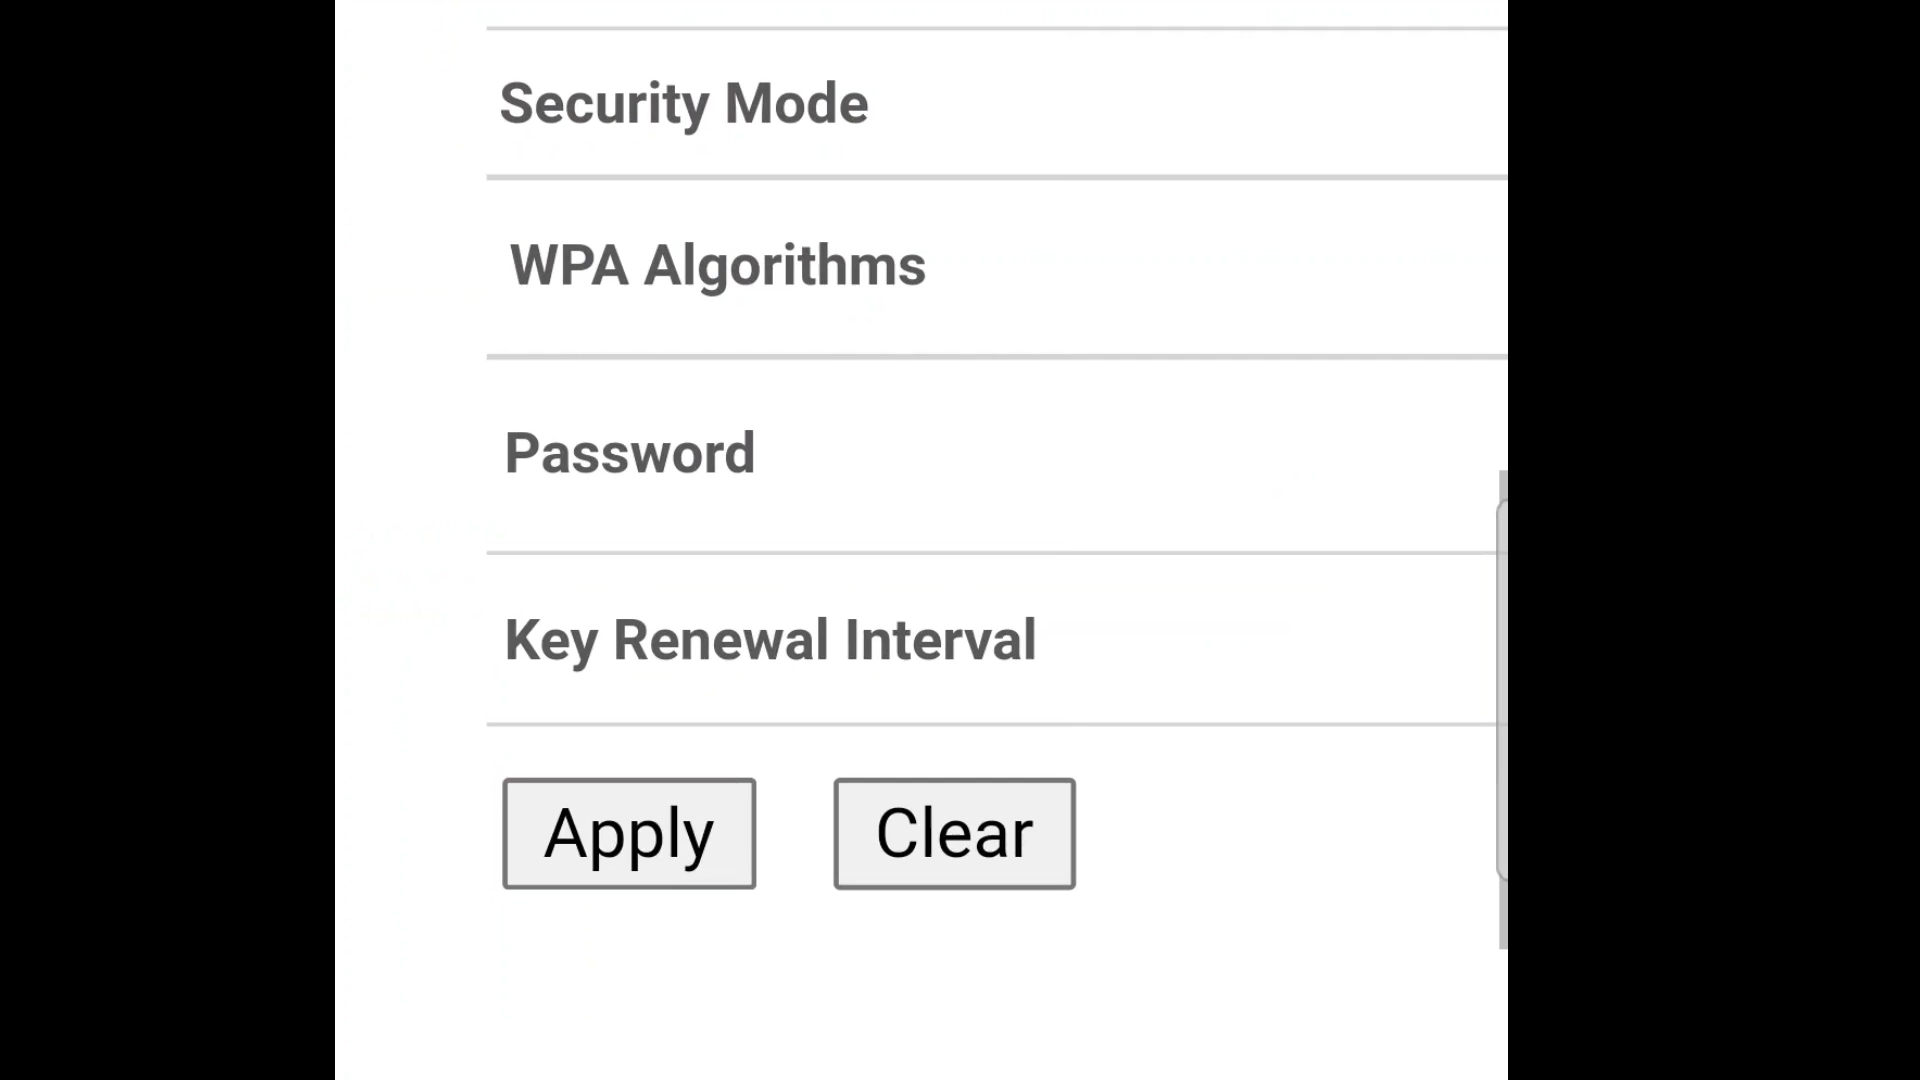 Security Mode
WPA Algorithms
Password
Key Renewal Interval
Apply Clear